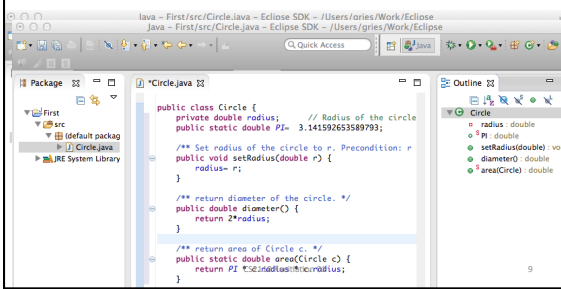 Java - First/src/Circle.java - Eclipse SDK - /Users/gries/Work/Eclipse
Java - First/src/Circle.java - Eclipse SDK - /Users/gries/Work/Eclipse
Quick Access
Java
Package
First
src
(default packag
Circle.java
JRE System Library
*Circle.java
public class Circle {
private double radius; // Radius of the circle
public static double PI= 3.141592653589793;
/** Set radius of circle to r. Precondition: r
public void setRadius(double r) {
radius= r;
}
/** return diameter of the circle. */
public double diameter() {
return 2*radius;
}
/** return area of Circle c. */
public static double area(Circle c) {
return PI * radius * radius;
}
9
Outline
Circle
radius : double
S PI : double
setRadius(double) : vo
diameter() : double
S area(Circle) : double